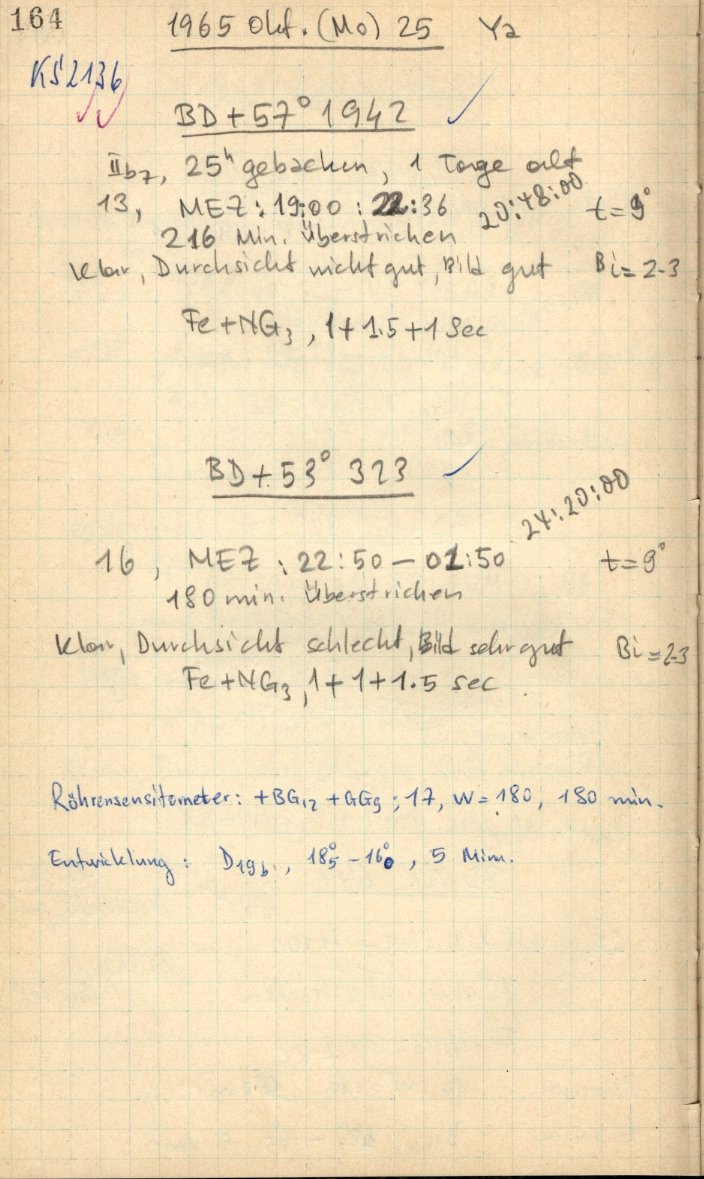 164
1965 Okt. (Mo) 25 Ya
KS 2136
BD + 57° 1942
IIb7, 25h gebacken, 1 Tage alt
13, MEZ: 19:00 : 22:36 20:48:00 t = 9°
216 Min. Überstrichen
Klar, Durchsicht nicht gut, Bild gut Bi = 2-3
Fe + NG3, 1 + 1.5 + 1 Sec
BD + 53° 323
24:20:00
16, MEZ : 22:50 – 01:50 t = 9°
180 min. Überstrichen
Klar, Durchsicht schlecht, Bild sehr gut Bi = 2-3
Fe + NG3, 1 + 1 + 1.5 sec
Röhrensensitometer: + BG12 + GG9; 17, W = 180, 180 min.
Entwicklung: D19b, 18°5 – 16°0, 5 Min.